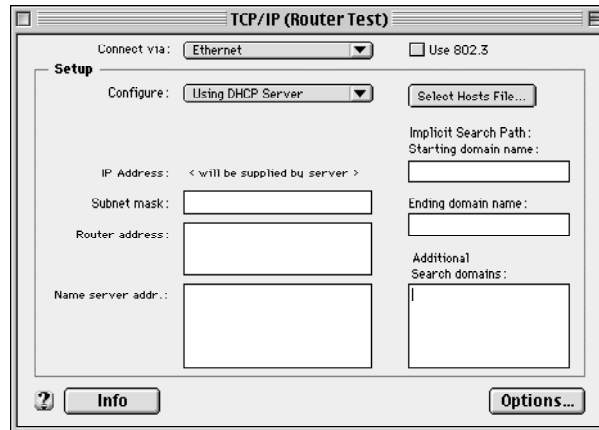 TCP/IP (Router Test)
Connect via: Ethernet
Use 802.3
Setup
Configure: Using DHCP Server
Select Hosts File...
Implicit Search Path:
Starting domain name:
IP Address: < will be supplied by server >
Subnet mask:
Ending domain name:
Router address:
Additional
Search domains:
Name server addr.:
?
Info
Options...